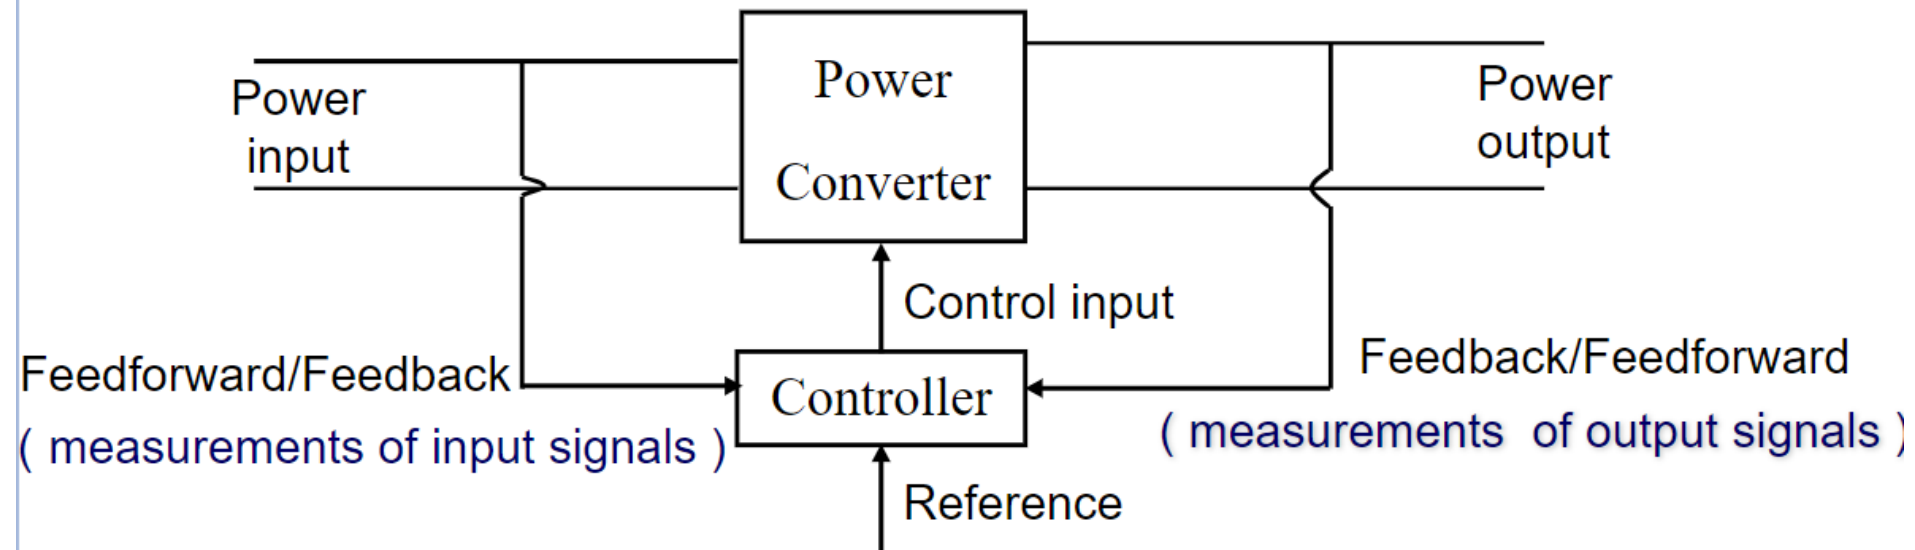 Power
input
Power
Converter
Power
output
Control input
Feedforward/Feedback
( measurements of input signals )
Controller
Feedback/Feedforward
( measurements of output signals )
Reference